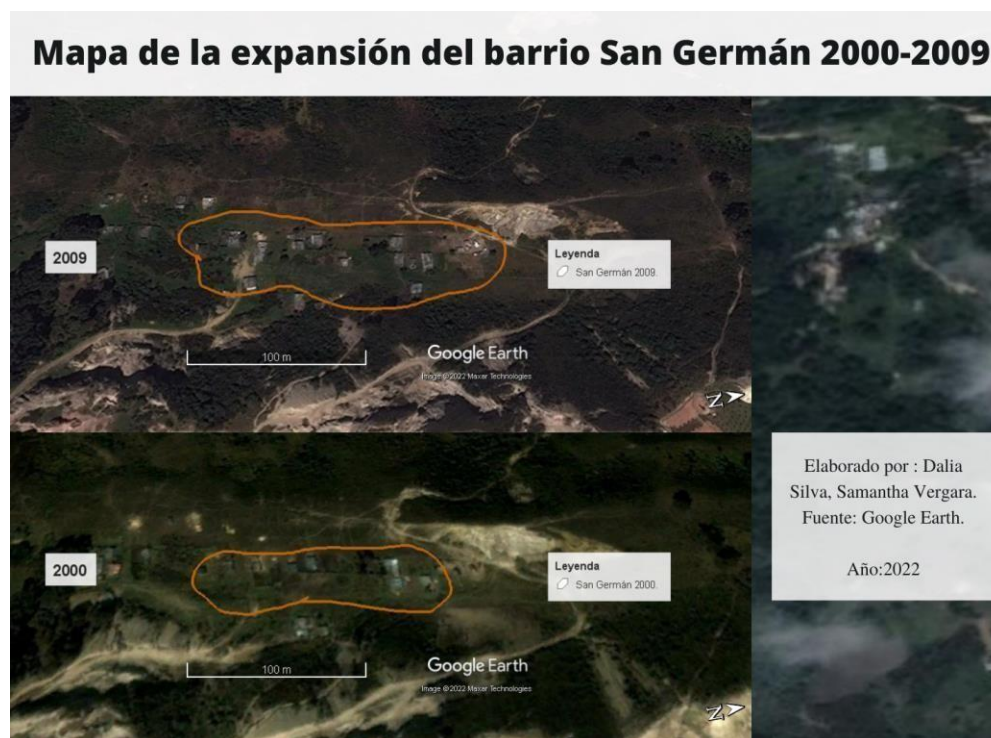 Mapa de la expansión del barrio San Germán 2000-2009
2009
Leyenda
San Germán 2009.
100 m
Google Earth
Image © 2022 Maxar Technologies
N
2000
Leyenda
San Germán 2000.
100 m
Google Earth
Image © 2022 Maxar Technologies
N
Elaborado por : Dalia
Silva, Samantha Vergara.
Fuente: Google Earth.
Año:2022